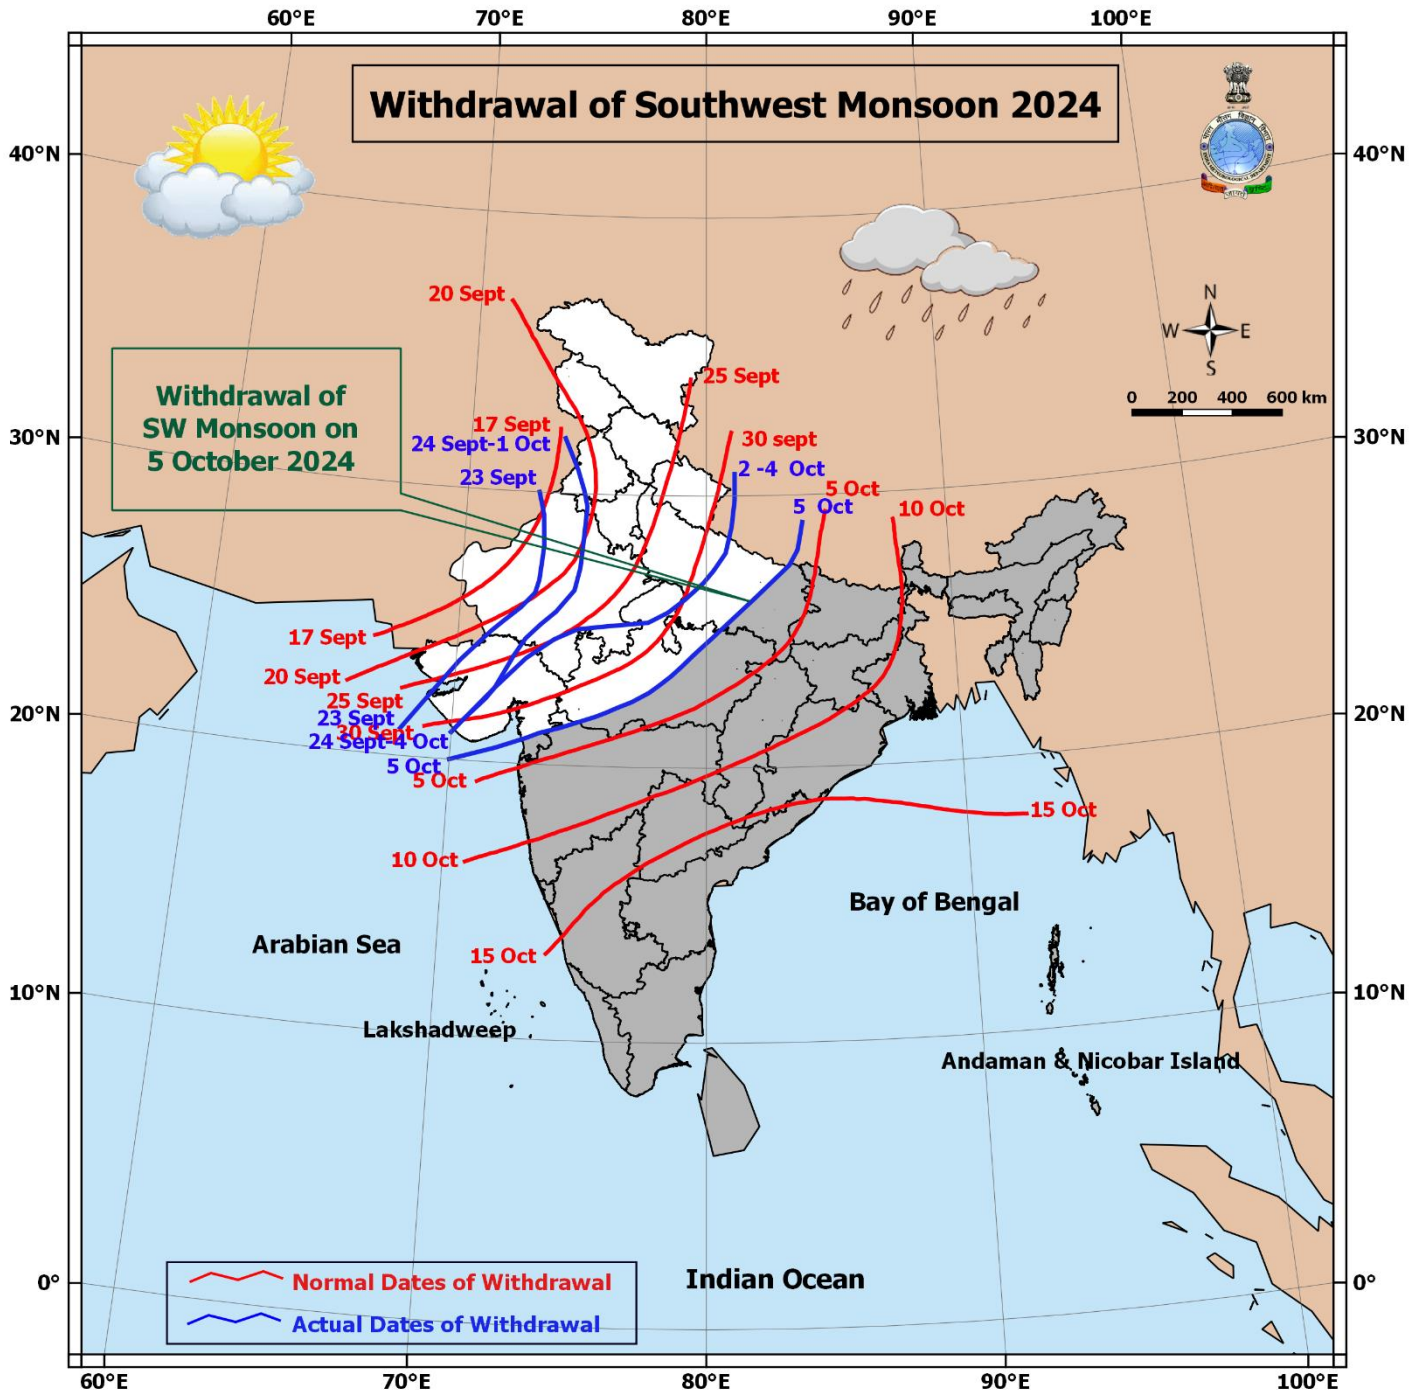 60°E 70°E 80°E 90°E 100°E
Withdrawal of Southwest Monsoon 2024
40°N 40°N
N
W E
S
0 200 400 600 km
20 Sept
25 Sept
Withdrawal of
SW Monsoon on
5 October 2024
17 Sept
24 Sept-1 Oct
23 Sept
30°N 30°N
30 sept
2 -4 Oct
5 Oct
5 Oct
10 Oct
17 Sept
20 Sept
25 Sept
23 Sept
30 Sept
24 Sept-4 Oct
5 Oct
5 Oct
20°N 20°N
10 Oct
15 Oct
15 Oct
Bay of Bengal
Arabian Sea
10°N 10°N
Lakshadweep
Andaman & Nicobar Island
Indian Ocean
0° 0°
Normal Dates of Withdrawal
Actual Dates of Withdrawal
60°E 70°E 80°E 90°E 100°E